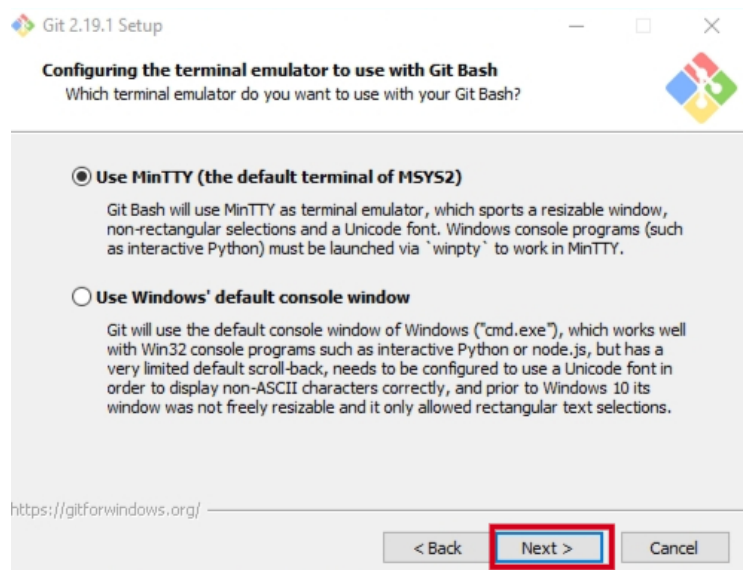 Git 2.19.1 Setup
Configuring the terminal emulator to use with Git Bash
Which terminal emulator do you want to use with your Git Bash?
Use MinTTY (the default terminal of MSYS2)
Git Bash will use MinTTY as terminal emulator, which sports a resizable window,
non-rectangular selections and a Unicode font. Windows console programs (such
as interactive Python) must be launched via `winpty` to work in MinTTY.
Use Windows' default console window
Git will use the default console window of Windows ("cmd.exe"), which works well
with Win32 console programs such as interactive Python or node.js, but has a
very limited default scroll-back, needs to be configured to use a Unicode font in
order to display non-ASCII characters correctly, and prior to Windows 10 its
window was not freely resizable and it only allowed rectangular text selections.
https://gitforwindows.org/
< Back Next > Cancel